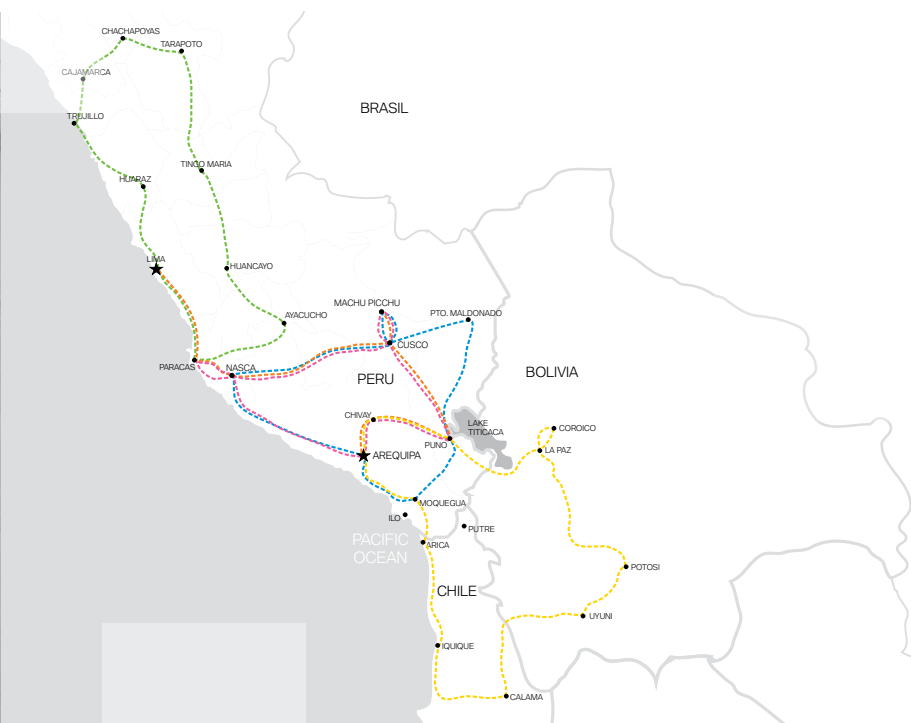 CHACHAPOYAS
TARAPOTO
CAJAMARCA
BRASIL
TRUJILLO
TINGO MARIA
HUARAZ
LIMA
HUANCAYO
MACHU PICCHU
AYACUCHO
PTO. MALDONADO
CUSCO
PARACAS
NASCA
PERU
BOLIVIA
CHIVAY
LAKE
TITICACA
COROICO
PUNO
LA PAZ
AREQUIPA
MOQUEGUA
ILO
PUTRE
PACIFIC
OCEAN
ARICA
POTOSI
CHILE
UYUNI
IQUIQUE
CALAMA